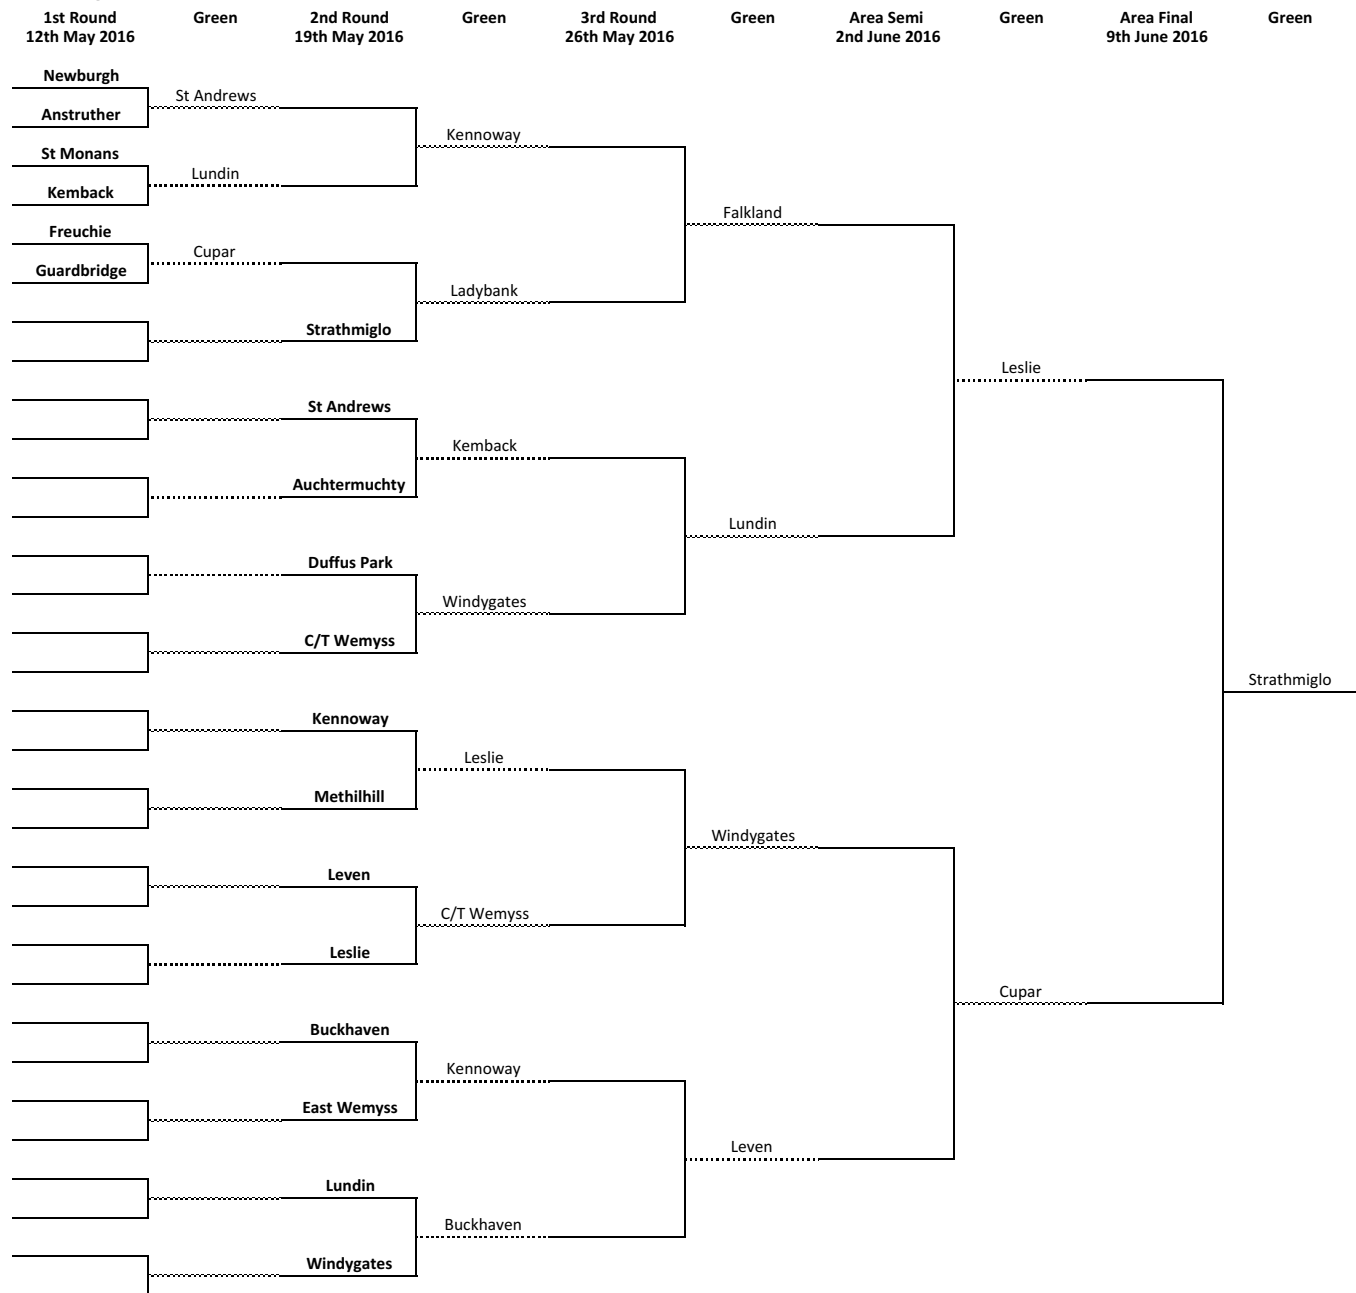 1st Round Green 2nd Round Green 3rd Round Green Area Semi Green Area Final Green
12th May 2016 19th May 2016 26th May 2016 2nd June 2016 9th June 2016
Newburgh
St Andrews
Anstruther
Kennoway
St Monans
Lundin
Kemback
Falkland
Freuchie
Cupar
Guardbridge
Ladybank
Strathmiglo
Leslie
St Andrews
Kemback
Auchtermuchty
Lundin
Duffus Park
Windygates
C/T Wemyss
Strathmiglo
Kennoway
Leslie
Methilhill
Windygates
Leven
C/T Wemyss
Leslie
Cupar
Buckhaven
Kennoway
East Wemyss
Leven
Lundin
Buckhaven
Windygates